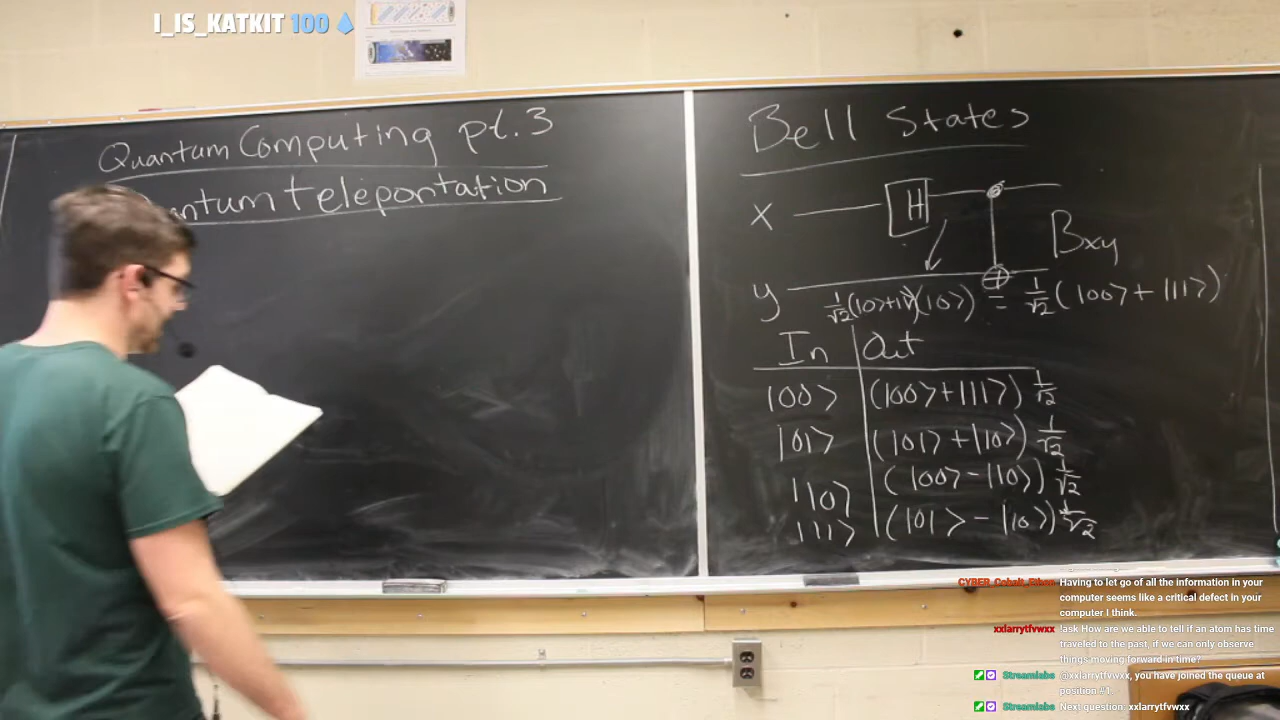 I_IS_KATKIT 100
Quantum Computing pt.3
antum teleportation
Bell States
x H
Bxy
y 1/√2(|0>+|1>)(|0>) = 1/√2(|00>+|11>)
In Out
|00> (|00>+|11>) 1/√2
|01> (|01>+|10>) 1/√2
|10> (|00>-|10>) 1/√2
|11> (|01>-|10>) 1/√2
CYBER_Cobalt_ Having to let go of all the information in your
computer seems like a critical defect in your
computer I think.
xxlarrytfvwxx !ask How are we able to tell if an atom has time
traveled to the past, if we can only observe
things moving forward in time?
Streamlabs @xxlarrytfvwxx, you have joined the queue at
position #1.
Streamlabs Next question: xxlarrytfvwxx